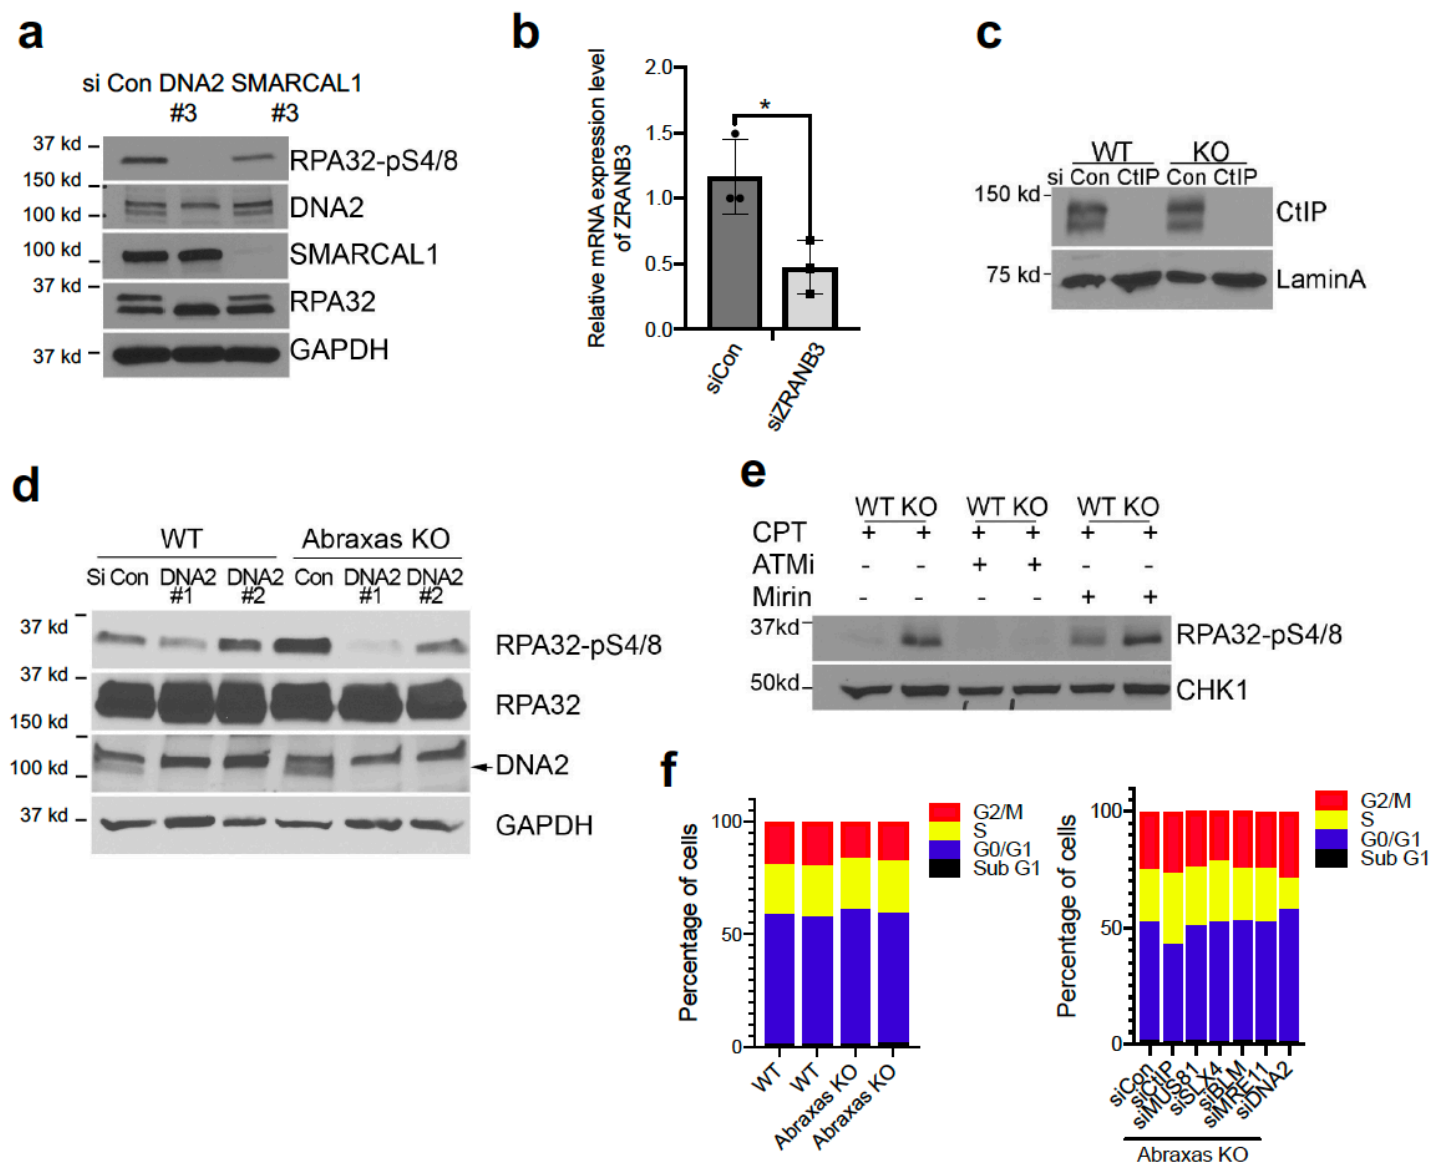 a
si Con DNA2 SMARCAL1
#3 #3
37 kd
RPA32-pS4/8
150 kd
100 kd
DNA2
100 kd
SMARCAL1
37 kd
RPA32
37 kd
GAPDH
b
Relative mRNA expression level
of ZRANB3
2.0
1.5
1.0
0.5
0.0
*
siCon
siZRANB3
c
WT KO
si Con CtIP Con CtIP
150 kd
CtIP
75 kd
LaminA
d
WT Abraxas KO
Si Con DNA2 DNA2 Con DNA2 DNA2
#1 #2 #1 #2
37 kd
RPA32-pS4/8
37 kd
RPA32
150 kd
100 kd
DNA2
37 kd
GAPDH
e
WT KO WT KO WT KO
CPT + + + + + +
ATMi - - + + - -
Mirin - - - - + +
37kd
RPA32-pS4/8
50kd
CHK1
f
Percentage of cells
100
50
0
WT
WT
Abraxas KO
Abraxas KO
G2/M
S
G0/G1
Sub G1
Percentage of cells
100
50
0
siCon
siCtIP
siMUS81
siSLX4
siBLM
siMRE11
siDNA2
Abraxas KO
G2/M
S
G0/G1
Sub G1